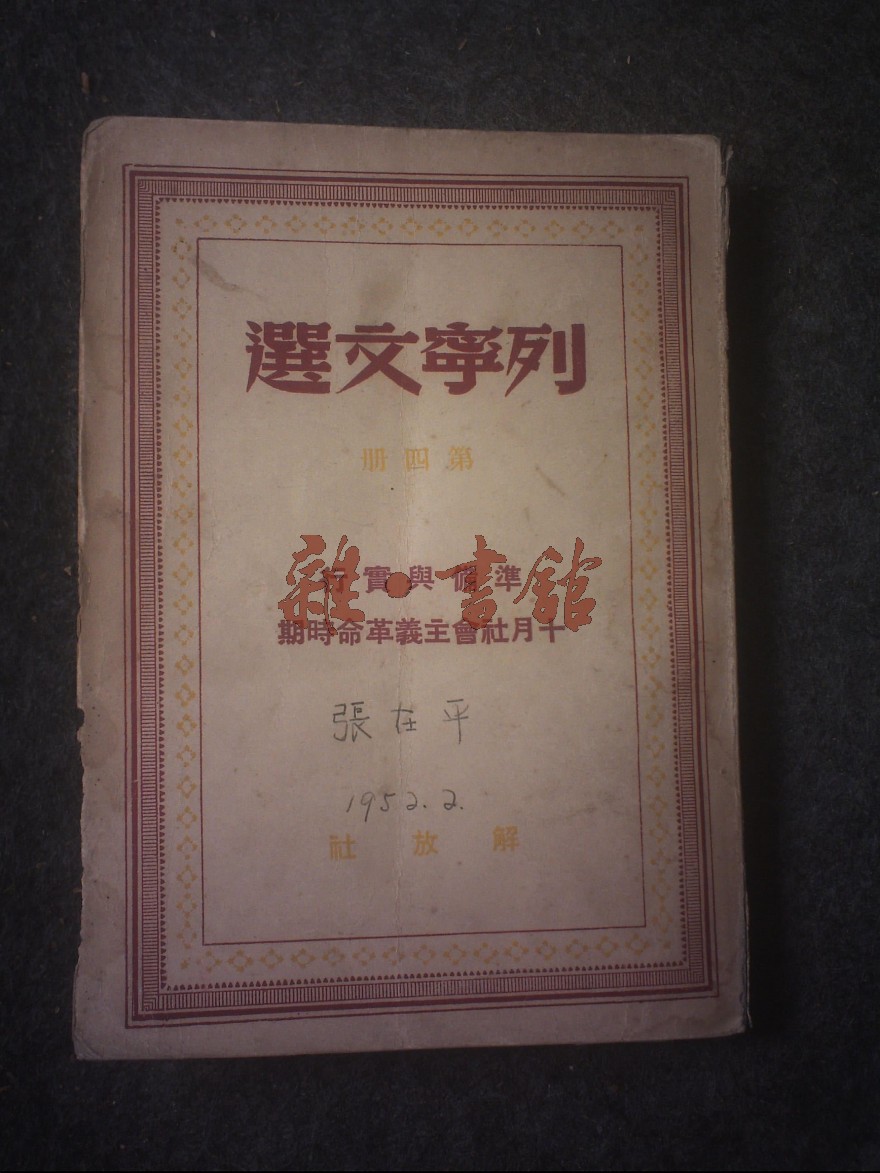 列寧文選
第四冊
準備與實行
雜·書館
十月社會主義革命時期
張在平
1952.2.
解放社